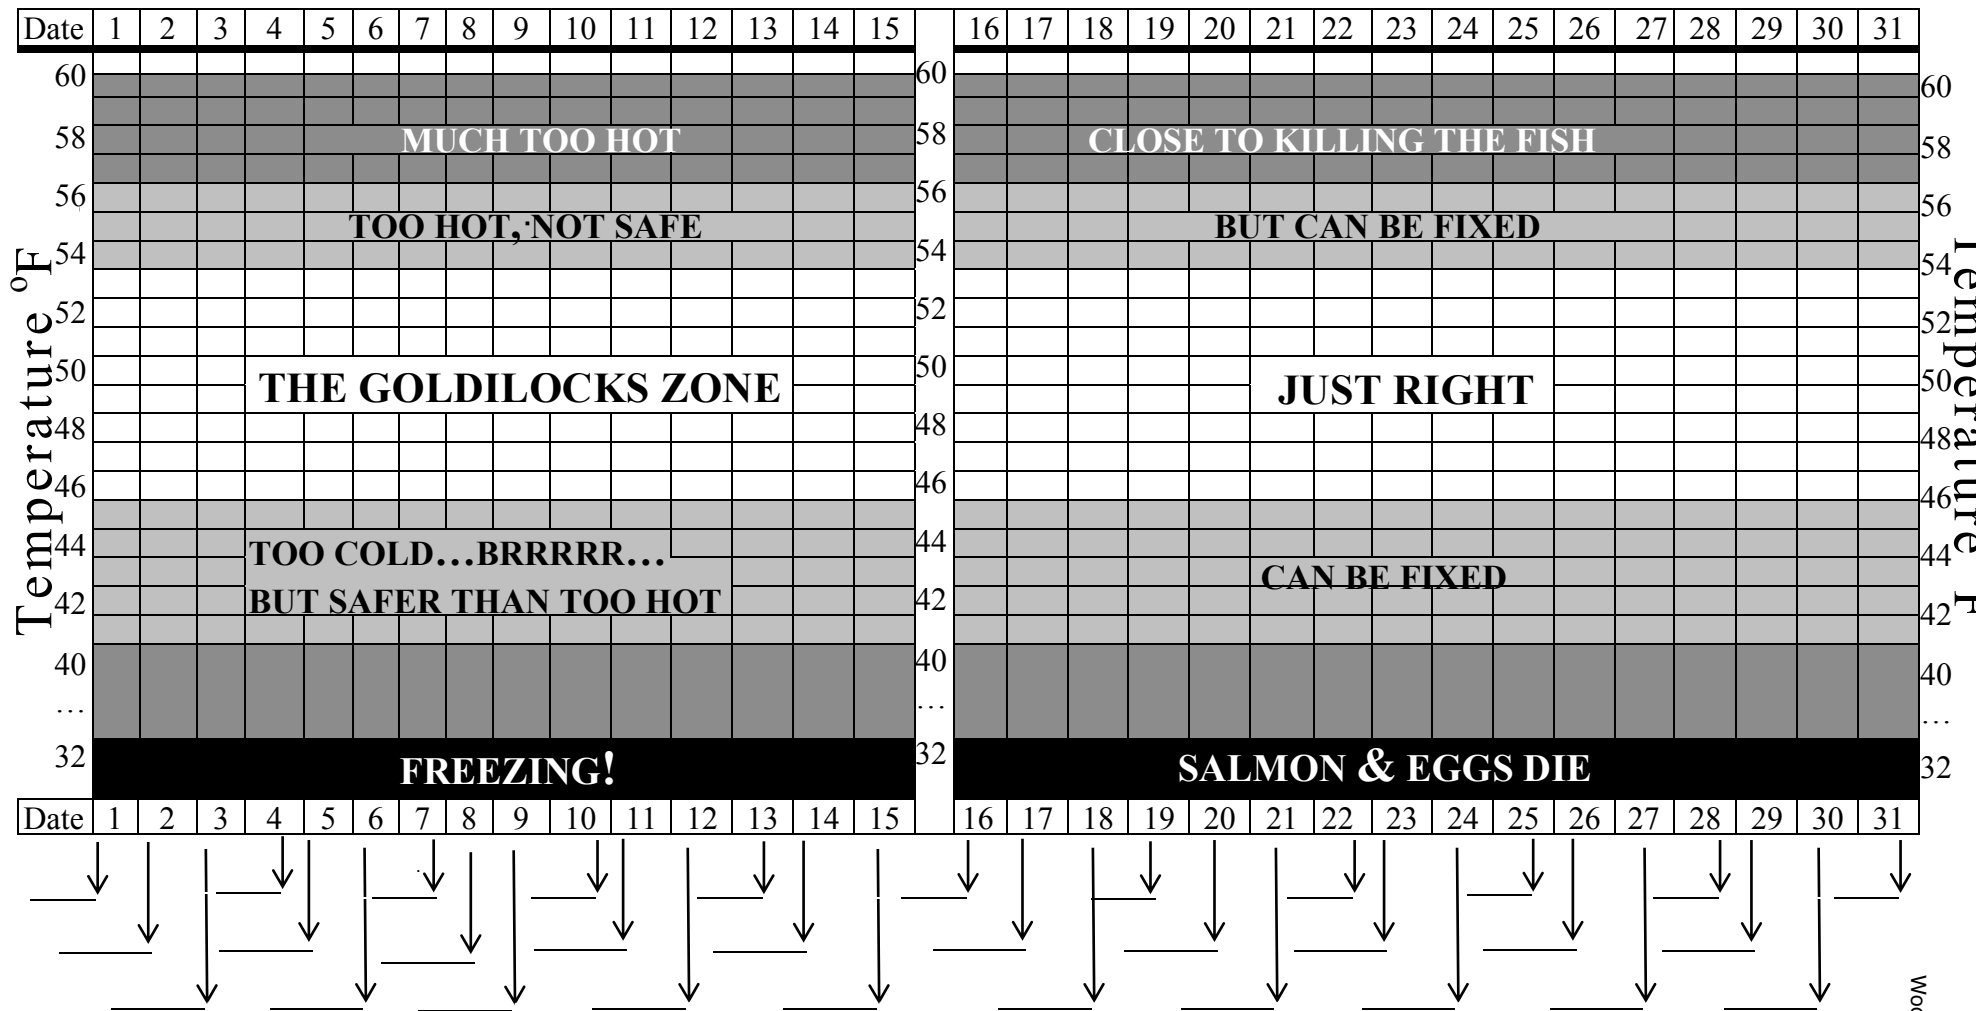 Date 1 2 3 4 5 6 7 8 9 10 11 12 13 14 15 16 17 18 19 20 21 22 23 24 25 26 27 28 29 30 31
60 60 60
58 MUCH TOO HOT 58 CLOSE TO KILLING THE FISH 58
56 56 56
TOO HOT, NOT SAFE BUT CAN BE FIXED
54 54 54
52 52 52
50 THE GOLDILOCKS ZONE 50 JUST RIGHT 50
48 48 48
46 46 46
44 TOO COLD…BRRRRR… 44 44
CAN BE FIXED
42 BUT SAFER THAN TOO HOT 42 42
40 40 40
… … …
32 FREEZING! 32 SALMON & EGGS DIE 32
Date 1 2 3 4 5 6 7 8 9 10 11 12 13 14 15 16 17 18 19 20 21 22 23 24 25 26 27 28 29 30 31
Temperature °F
Temperature F